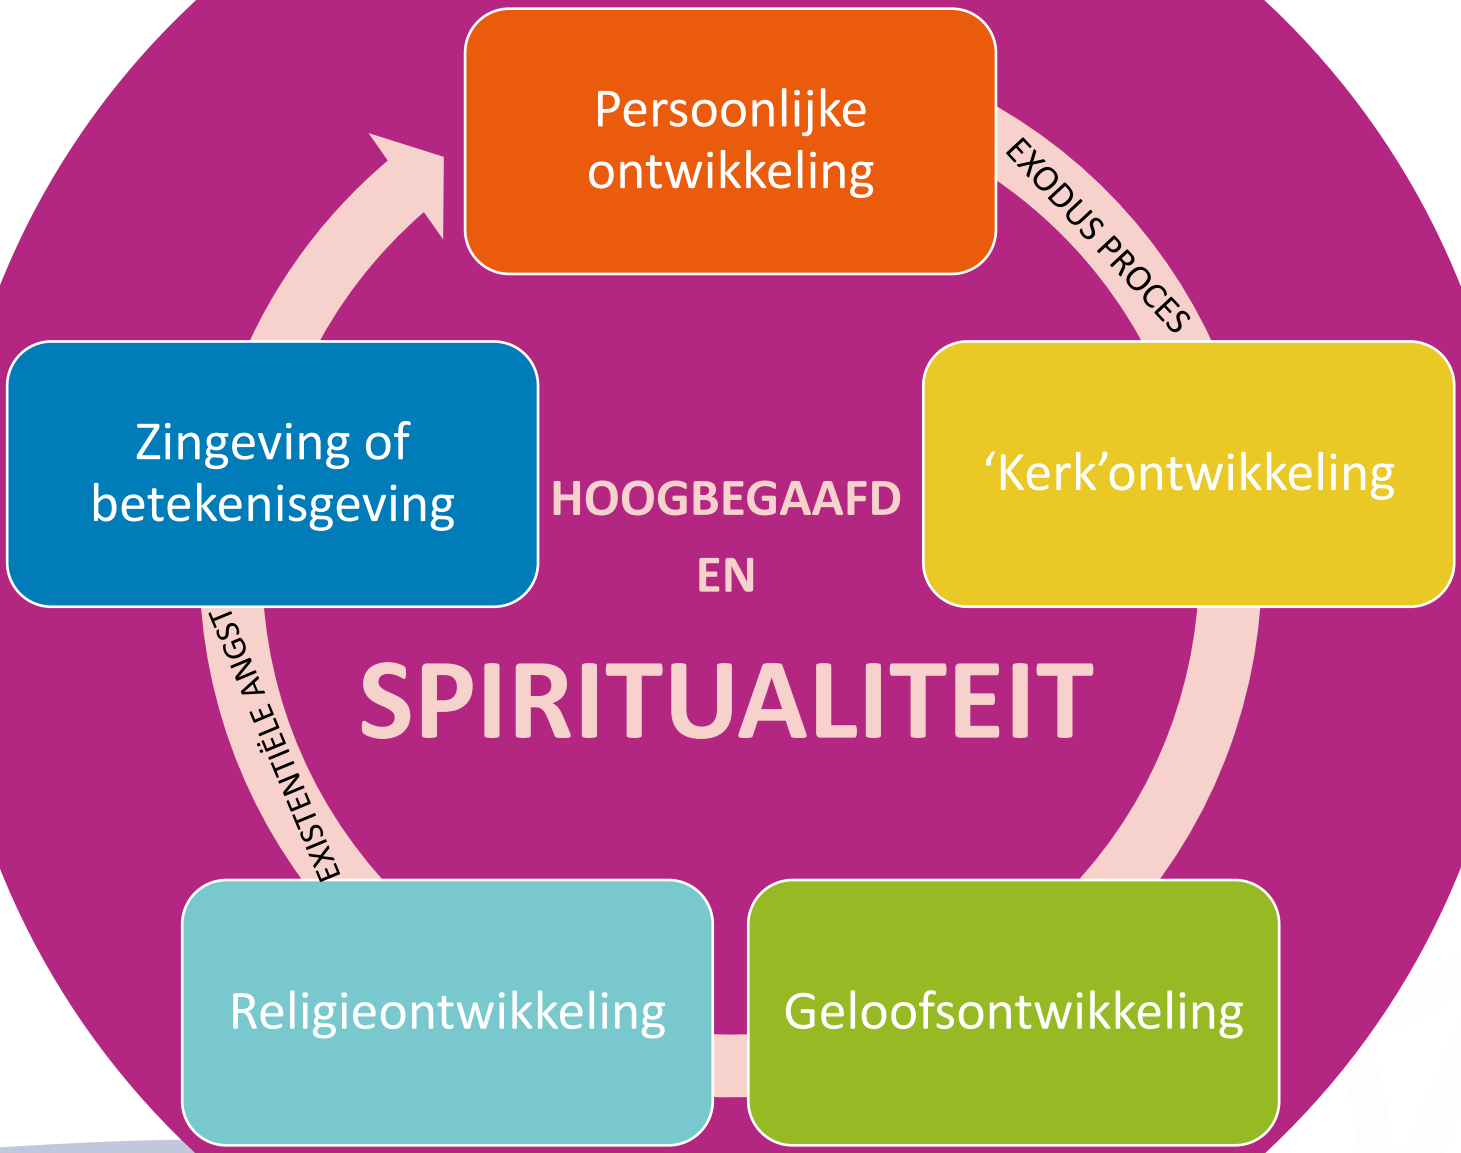 Persoonlijke
ontwikkeling
EXODUS PROCES
‘Kerk’ontwikkeling
Geloofsontwikkeling
Religieontwikkeling
EXISTENTIËLE ANGST
Zingeving of
betekenisgeving
HOOGBEGAAFD
EN
SPIRITUALITEIT